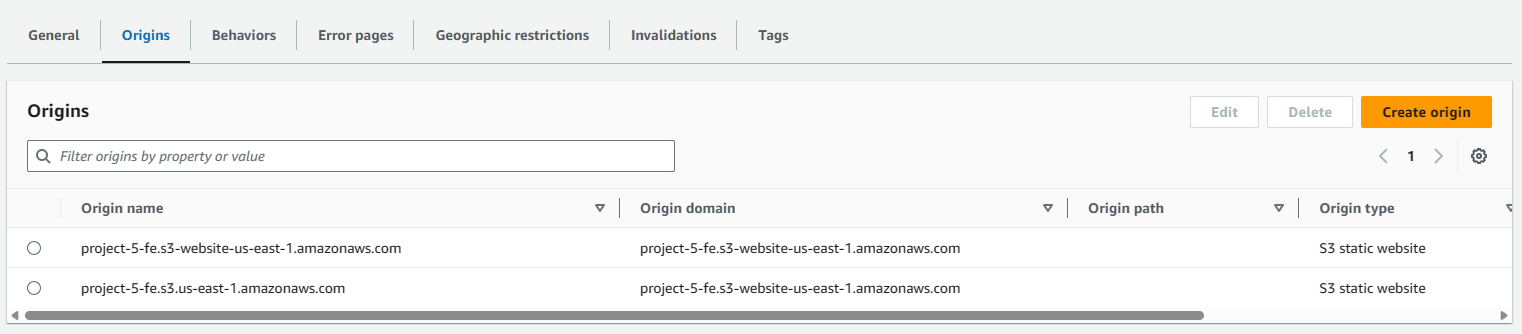 General Origins Behaviors Error pages Geographic restrictions Invalidations Tags
Origins Edit Delete Create origin
Filter origins by property or value 1
Origin name Origin domain Origin path Origin type
project-5-fe.s3-website-us-east-1.amazonaws.com project-5-fe.s3-website-us-east-1.amazonaws.com S3 static website
project-5-fe.s3.us-east-1.amazonaws.com project-5-fe.s3-website-us-east-1.amazonaws.com S3 static website